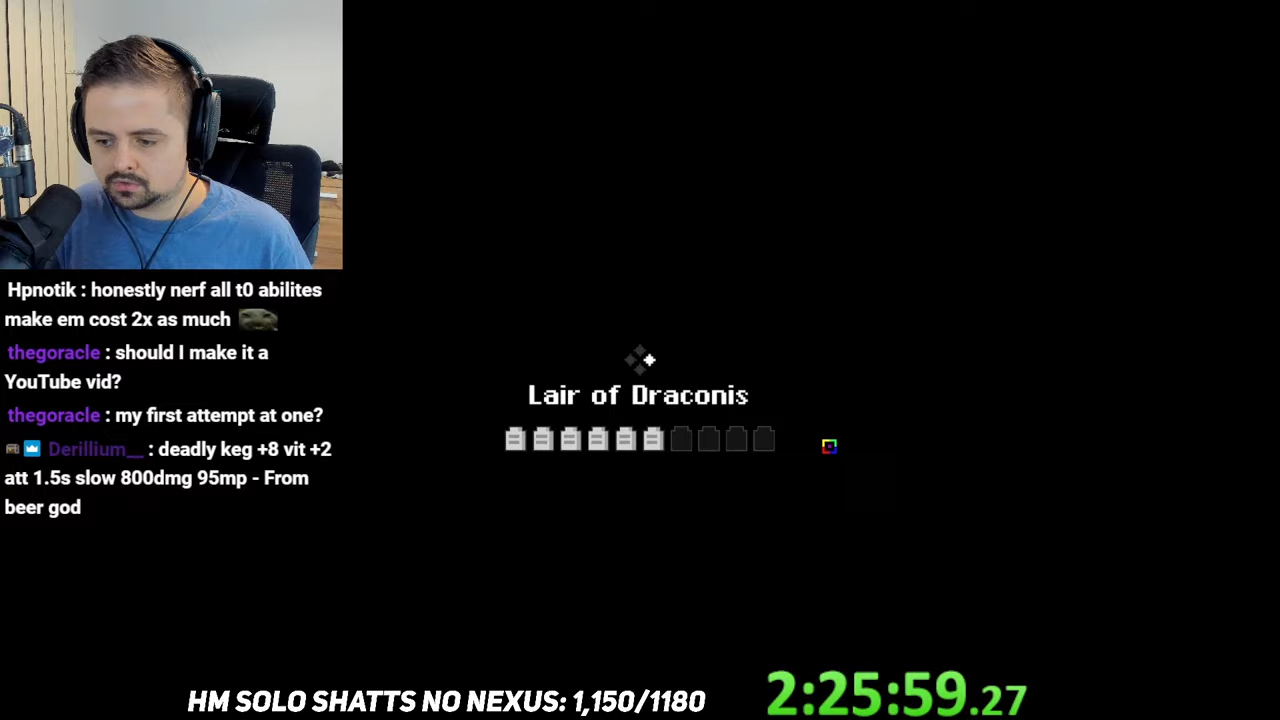 Hpnotik : honestly nerf all t0 abilites
make em cost 2x as much
thegoracle : should I make it a
YouTube vid?
thegoracle : my first attempt at one?
Derillium__ : deadly keg +8 vit +2
att 1.5s slow 800dmg 95mp - From
beer god
Lair of Draconis
HM SOLO SHATTS NO NEXUS: 1,150/1180
2:25:59.27